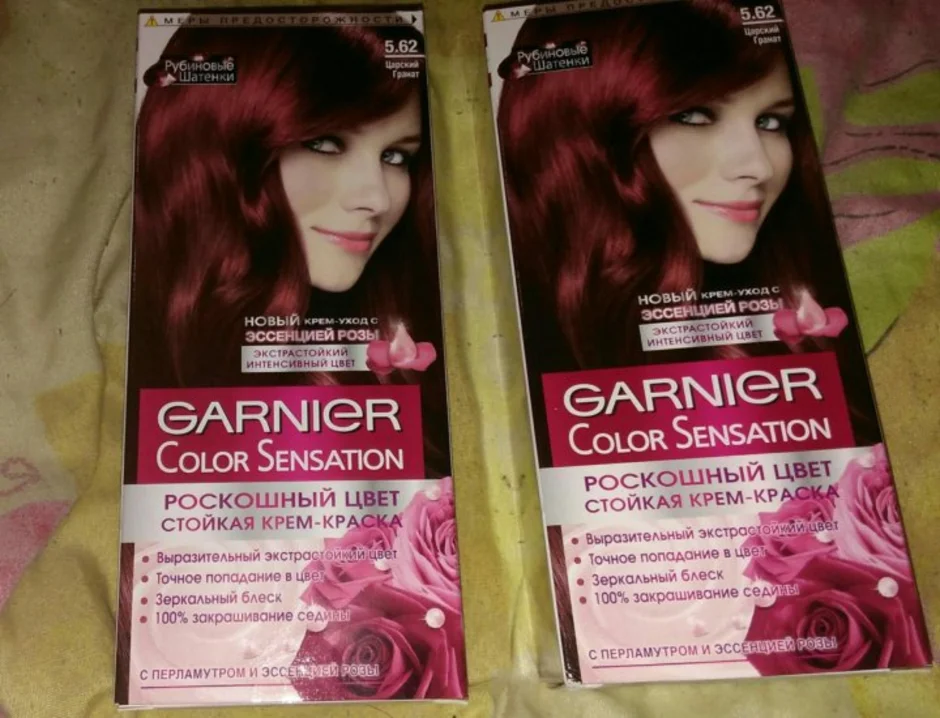 МЕРЫ ПРЕДОСТОРОЖНОСТИ
5.62
Царский
Гранат
Рубиновые
Шатенки
НОВЫЙ КРЕМ-УХОД С
ЭССЕНЦИЕЙ РОЗЫ
ЭКСТРАСТОЙКИЙ
ИНТЕНСИВНЫЙ ЦВЕТ
GARNIER
COLOR SENSATION
РОСКОШНЫЙ ЦВЕТ
СТОЙКАЯ КРЕМ-КРАСКА
• Выразительный экстрастойкий цвет
• Точное попадание в цвет
• Зеркальный блеск
• 100% закрашивание седины
С ПЕРЛАМУТРОМ И ЭССЕНЦИЕЙ РОЗЫ
МЕРЫ ПРЕДОСТОРОЖНОСТИ
5.62
Царский
Гранат
Рубиновые
Шатенки
НОВЫЙ КРЕМ-УХОД С
ЭССЕНЦИЕЙ РОЗЫ
ЭКСТРАСТОЙКИЙ
ИНТЕНСИВНЫЙ ЦВЕТ
GARNIER
COLOR SENSATION
РОСКОШНЫЙ ЦВЕТ
СТОЙКАЯ КРЕМ-КРАСКА
• Выразительный экстрастойкий цвет
• Точное попадание в цвет
• Зеркальный блеск
• 100% закрашивание седины
С ПЕРЛАМУТРОМ И ЭССЕНЦИЕЙ РОЗЫ